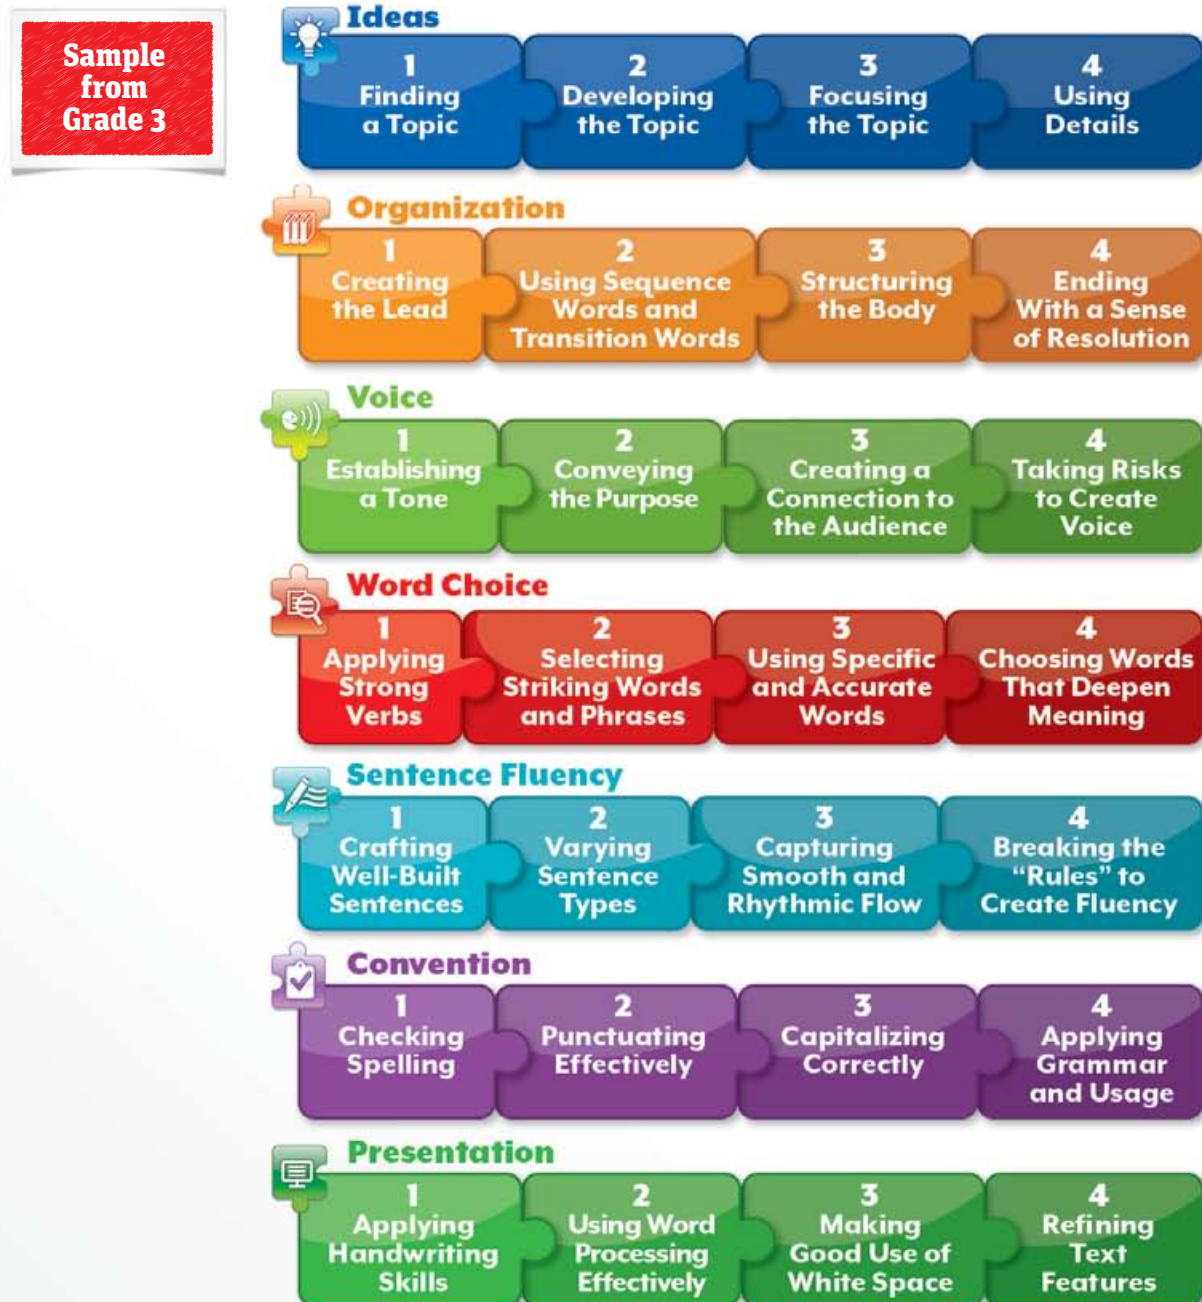 Sample
from
Grade 3
Ideas
1
Finding
a Topic
2
Developing
the Topic
3
Focusing
the Topic
4
Using
Details
Organization
1
Creating
the Lead
2
Using Sequence
Words and
Transition Words
3
Structuring
the Body
4
Ending
With a Sense
of Resolution
Voice
1
Establishing
a Tone
2
Conveying
the Purpose
3
Creating a
Connection to
the Audience
4
Taking Risks
to Create
Voice
Word Choice
1
Applying
Strong
Verbs
2
Selecting
Striking Words
and Phrases
3
Using Specific
and Accurate
Words
4
Choosing Words
That Deepen
Meaning
Sentence Fluency
1
Crafting
Well-Built
Sentences
2
Varying
Sentence
Types
3
Capturing
Smooth and
Rhythmic Flow
4
Breaking the
“Rules” to
Create Fluency
Convention
1
Checking
Spelling
2
Punctuating
Effectively
3
Capitalizing
Correctly
4
Applying
Grammar
and Usage
Presentation
1
Applying
Handwriting
Skills
2
Using Word
Processing
Effectively
3
Making
Good Use of
White Space
4
Refining
Text
Features